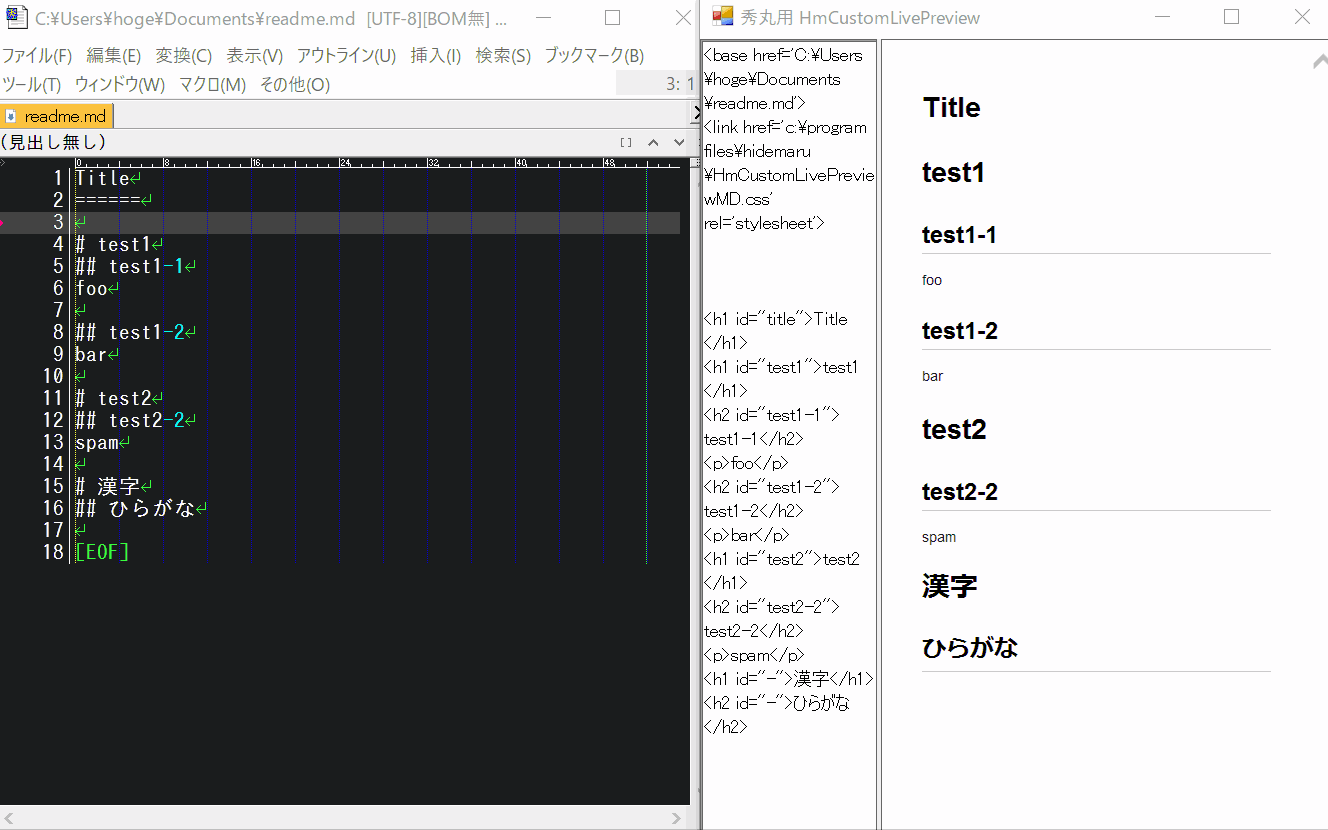 C:¥Users¥hoge¥Documents¥readme.md [UTF-8][BOM無] ...
ファイル(F) 編集(E) 変換(C) 表示(V) アウトライン(U) 挿入(I) 検索(S) ブックマーク(B)
ツール(T) ウィンドウ(W) マクロ(M) その他(O)
3: 1
readme.md
(見出し無し)
0 8 16 24 32 40 48
1 Title↵
2 ======↵
3 ↵
4 # test1↵
5 ## test1-1↵
6 foo↵
7 ↵
8 ## test1-2↵
9 bar↵
10 ↵
11 # test2↵
12 ## test2-2↵
13 spam↵
14 ↵
15 # 漢字↵
16 ## ひらがな↵
17 ↵
18 [EOF]
秀丸用 HmCustomLivePreview
<base href='C:¥Users
¥hoge¥Documents
¥readme.md'>
<link href='c:¥program
files¥hidemaru
¥HmCustomLivePrevie
wMD.css'
rel='stylesheet'>
<h1 id="title">Title
</h1>
<h1 id="test1">test1
</h1>
<h2 id="test1-1">
test1-1</h2>
<p>foo</p>
<h2 id="test1-2">
test1-2</h2>
<p>bar</p>
<h1 id="test2">test2
</h1>
<h2 id="test2-2">
test2-2</h2>
<p>spam</p>
<h1 id="-">漢字</h1>
<h2 id="-">ひらがな
</h2>
Title
test1
test1-1
foo
test1-2
bar
test2
test2-2
spam
漢字
ひらがな